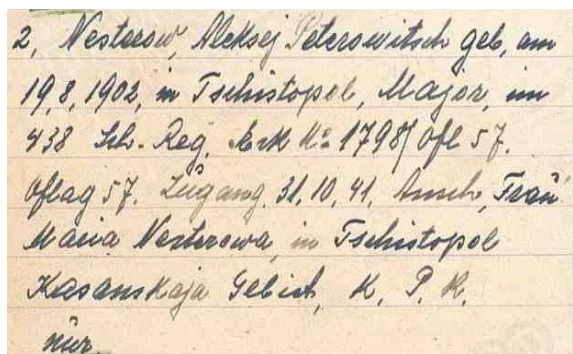 2, Nesterow, Aleksej Peterowitsch geb, am
19, 8, 1902, in Tschistopol, Major, im
438 Sch. Reg. Erk No 1798/Ofl 57.
Oflag 57. Zugang, 31, 10, 41, Ansch, Frau
Maria Nesterowa, in Tschistopol
Kasanskaja Gebiet, K, P, R,
nur